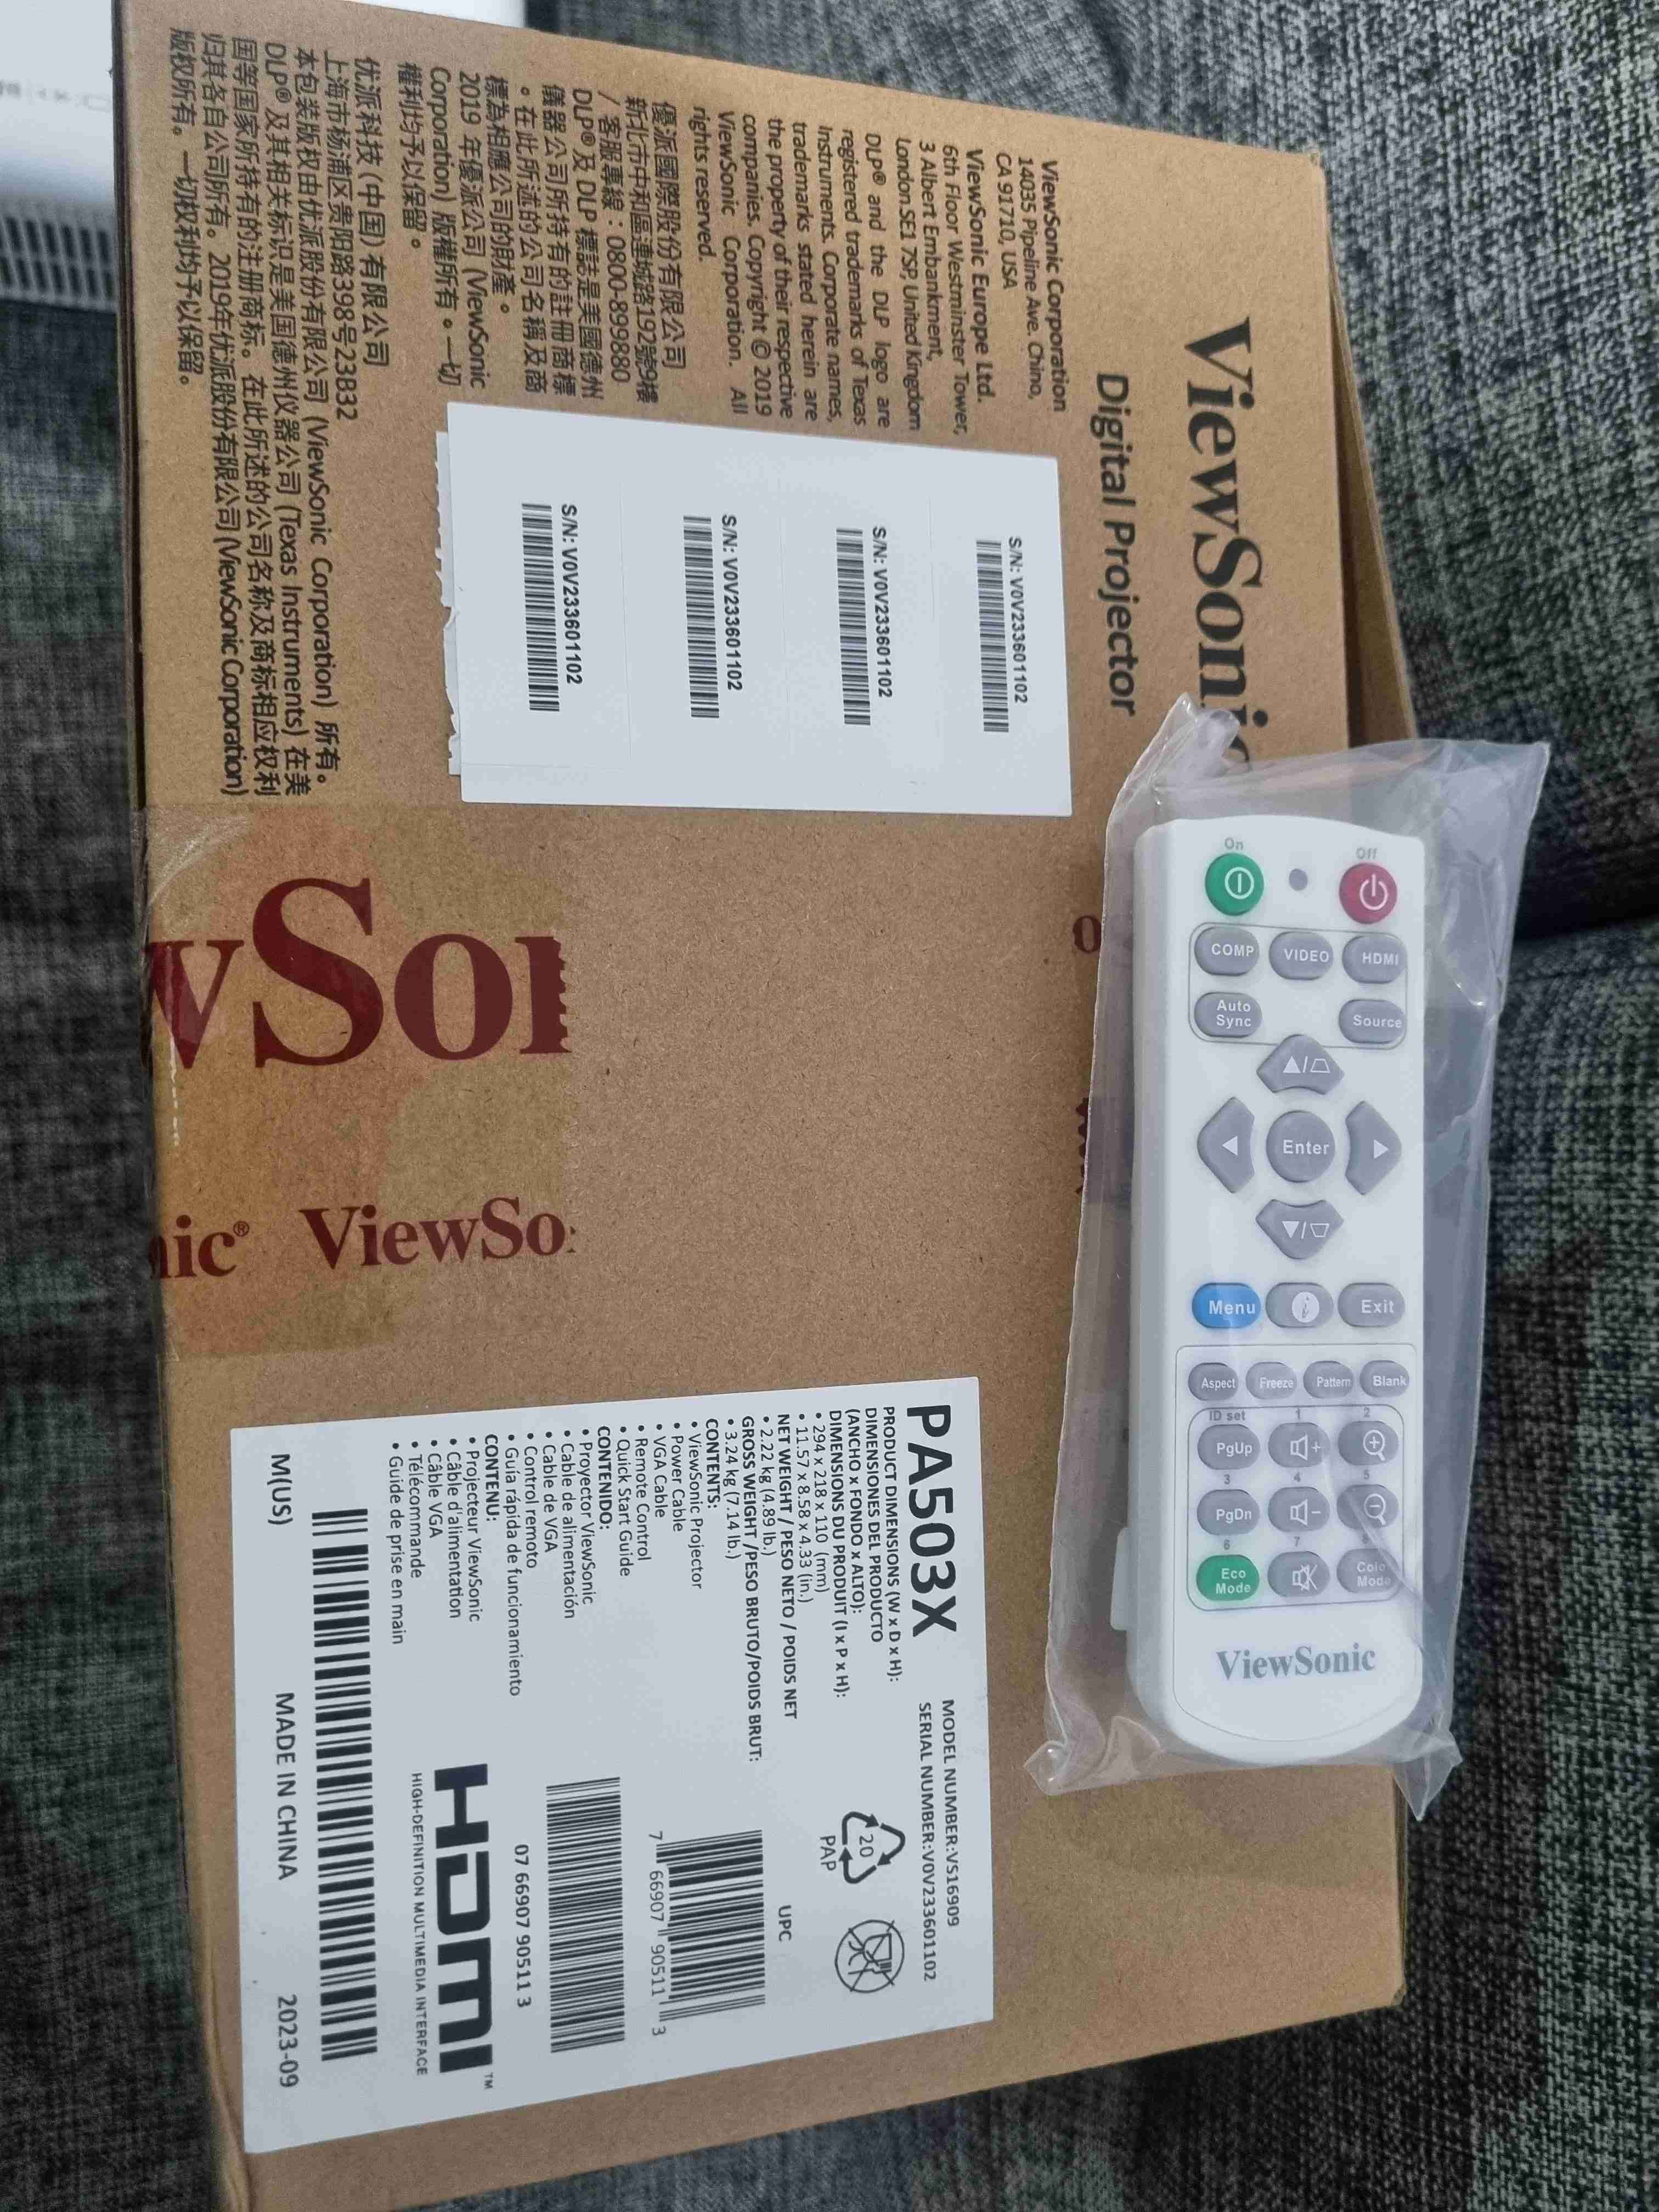 ViewSonic
Digital Projector
ViewSonic Corporation
14035 Pipeline Ave. Chino,
CA 91710, USA
ViewSonic Europe Ltd.
6th Floor Westminster Tower,
3 Albert Embankment,
London.SE1 7SP, United Kingdom
DLP® and the DLP logo are
registered trademarks of Texas
Instruments. Corporate names,
trademarks stated herein are
the property of their respective
companies. Copyright © 2019
ViewSonic Corporation. All
rights reserved.
優派國際股份有限公司
新北市中和區連城路192號9樓
/ 客服專線：0800-899880
DLP® 及 DLP 標誌是美國德州
儀器公司所持有的註冊商標
。在此所述的公司名稱及商
標為相應公司的財產。
2019 年優派公司 (ViewSonic
Corporation) 版權所有。一切
權利均予以保留。
优派科技 (中国) 有限公司
上海市杨浦区贵阳路398号23B32
本包装版权由优派股份有限公司 (ViewSonic Corporation) 所有。
DLP® 及其相关标识是美国德州仪器公司 (Texas Instruments) 在美
国等国家所持有的注册商标。在此所述的公司名称及商标相应权利
归其各自公司所有。2019年优派股份有限公司 (ViewSonic Corporation)
版权所有。一切权利均予以保留。
S/N: V0V233601102
S/N: V0V233601102
S/N: V0V233601102
S/N: V0V233601102
wSon
nic® ViewSo
On
Off
COMP
VIDEO
HDMI
Auto
Sync
Source
Enter
Menu
Exit
Aspect
Freeze
Pattern
Blank
ID set
1
2
PgUp
3
4
5
PgDn
6
7
Eco
Mode
Color
Mode
ViewSonic
PA503X
MODEL NUMBER:VS16909
SERIAL NUMBER:V0V233601102
PRODUCT DIMENSIONS (W x D x H):
DIMENSIONES DEL PRODUCTO
(ANCHO x FONDO x ALTO):
DIMENSIONS DU PRODUIT (l x P x H):
• 294 x 218 x 110 (mm)
• 11.57 x 8.58 x 4.33 (in.)
NET WEIGHT / PESO NETO / POIDS NET
• 2.22 kg (4.89 lb.)
GROSS WEIGHT /PESO BRUTO/POIDS BRUT:
• 3.24 kg (7.14 lb.)
CONTENTS:
• ViewSonic Projector
• Power Cable
• VGA Cable
• Remote Control
• Quick Start Guide
CONTENIDO:
• Proyector ViewSonic
• Cable de alimentación
• Cable de VGA
• Control remoto
• Guía rápida de funcionamiento
CONTENU:
• Projecteur ViewSonic
• Câble d'alimentation
• Câble VGA
• Télécommande
• Guide de prise en main
20
PAP
UPC
7 66907 90511 3
07 66907 90511 3
HDMI™
HIGH-DEFINITION MULTIMEDIA INTERFACE
M(US)
MADE IN CHINA
2023-09